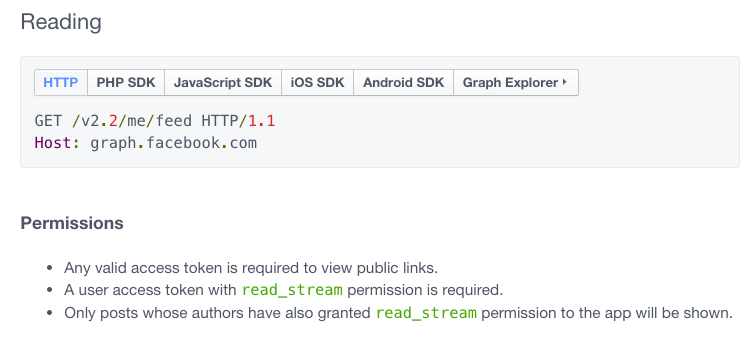 Reading
HTTP PHP SDK JavaScript SDK iOS SDK Android SDK Graph Explorer
GET /v2.2/me/feed HTTP/1.1
Host: graph.facebook.com
Permissions
• Any valid access token is required to view public links.
• A user access token with read_stream permission is required.
• Only posts whose authors have also granted read_stream permission to the app will be shown.